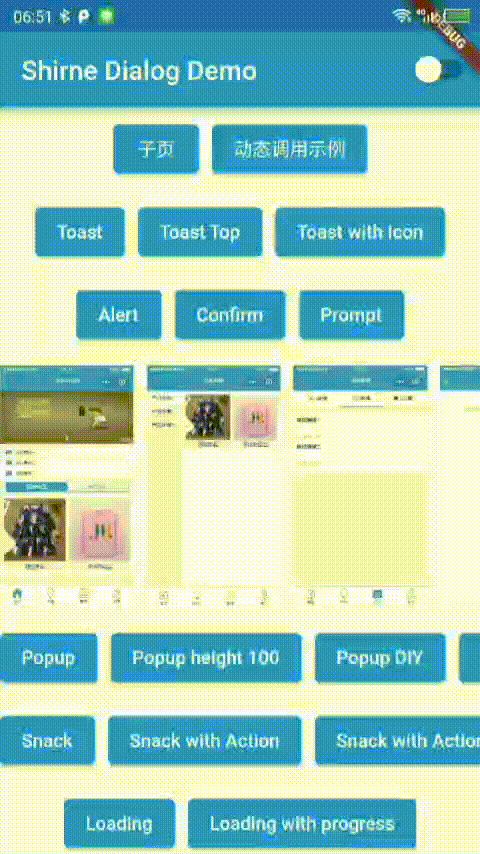 06:51
DEBUG
Shirne Dialog Demo
子页 动态调用示例
Toast Toast Top Toast with Icon
Alert Confirm Prompt
Popup Popup height 100 Popup DIY
Snack Snack with Action Snack with Action
Loading Loading with progress